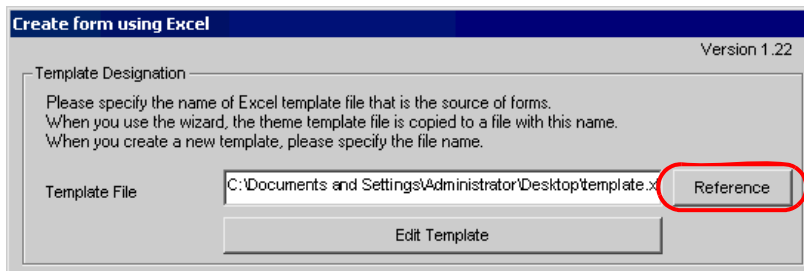 Create form using Excel
Version 1.22
Template Designation
Please specify the name of Excel template file that is the source of forms.
When you use the wizard, the theme template file is copied to a file with this name.
When you create a new template, please specify the file name.
Template File
C:\Documents and Settings\Administrator\Desktop\template.x
Reference
Edit Template